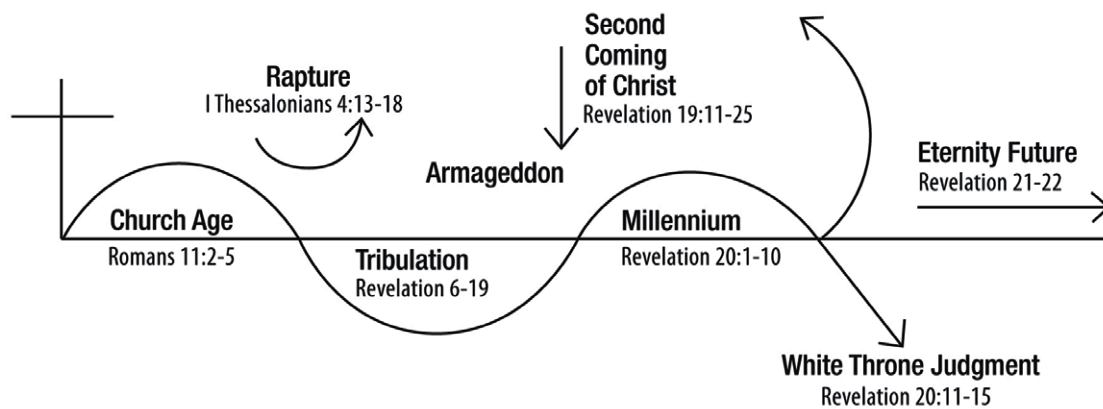 Second
Coming
of Christ
Revelation 19:11-25
Rapture
I Thessalonians 4:13-18
Armageddon
Eternity Future
Revelation 21-22
Church Age
Romans 11:2-5
Tribulation
Revelation 6-19
Millennium
Revelation 20:1-10
White Throne Judgment
Revelation 20:11-15